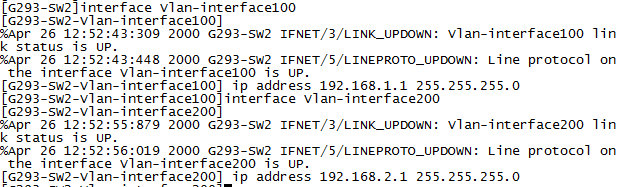 [G293-SW2]interface Vlan-interface100
[G293-SW2-Vlan-interface100]
%Apr 26 12:52:43:309 2000 G293-SW2 IFNET/3/LINK_UPDOWN: Vlan-interface100 lin
k status is UP.
%Apr 26 12:52:43:448 2000 G293-SW2 IFNET/5/LINEPROTO_UPDOWN: Line protocol on
 the interface Vlan-interface100 is UP.
[G293-SW2-Vlan-interface100] ip address 192.168.1.1 255.255.255.0
[G293-SW2-Vlan-interface100]interface Vlan-interface200
[G293-SW2-Vlan-interface200]
%Apr 26 12:52:55:879 2000 G293-SW2 IFNET/3/LINK_UPDOWN: Vlan-interface200 lin
k status is UP.
%Apr 26 12:52:56:019 2000 G293-SW2 IFNET/5/LINEPROTO_UPDOWN: Line protocol on
 the interface Vlan-interface200 is UP.
[G293-SW2-Vlan-interface200] ip address 192.168.2.1 255.255.255.0
[G293-SW2-Vlan-interface200]